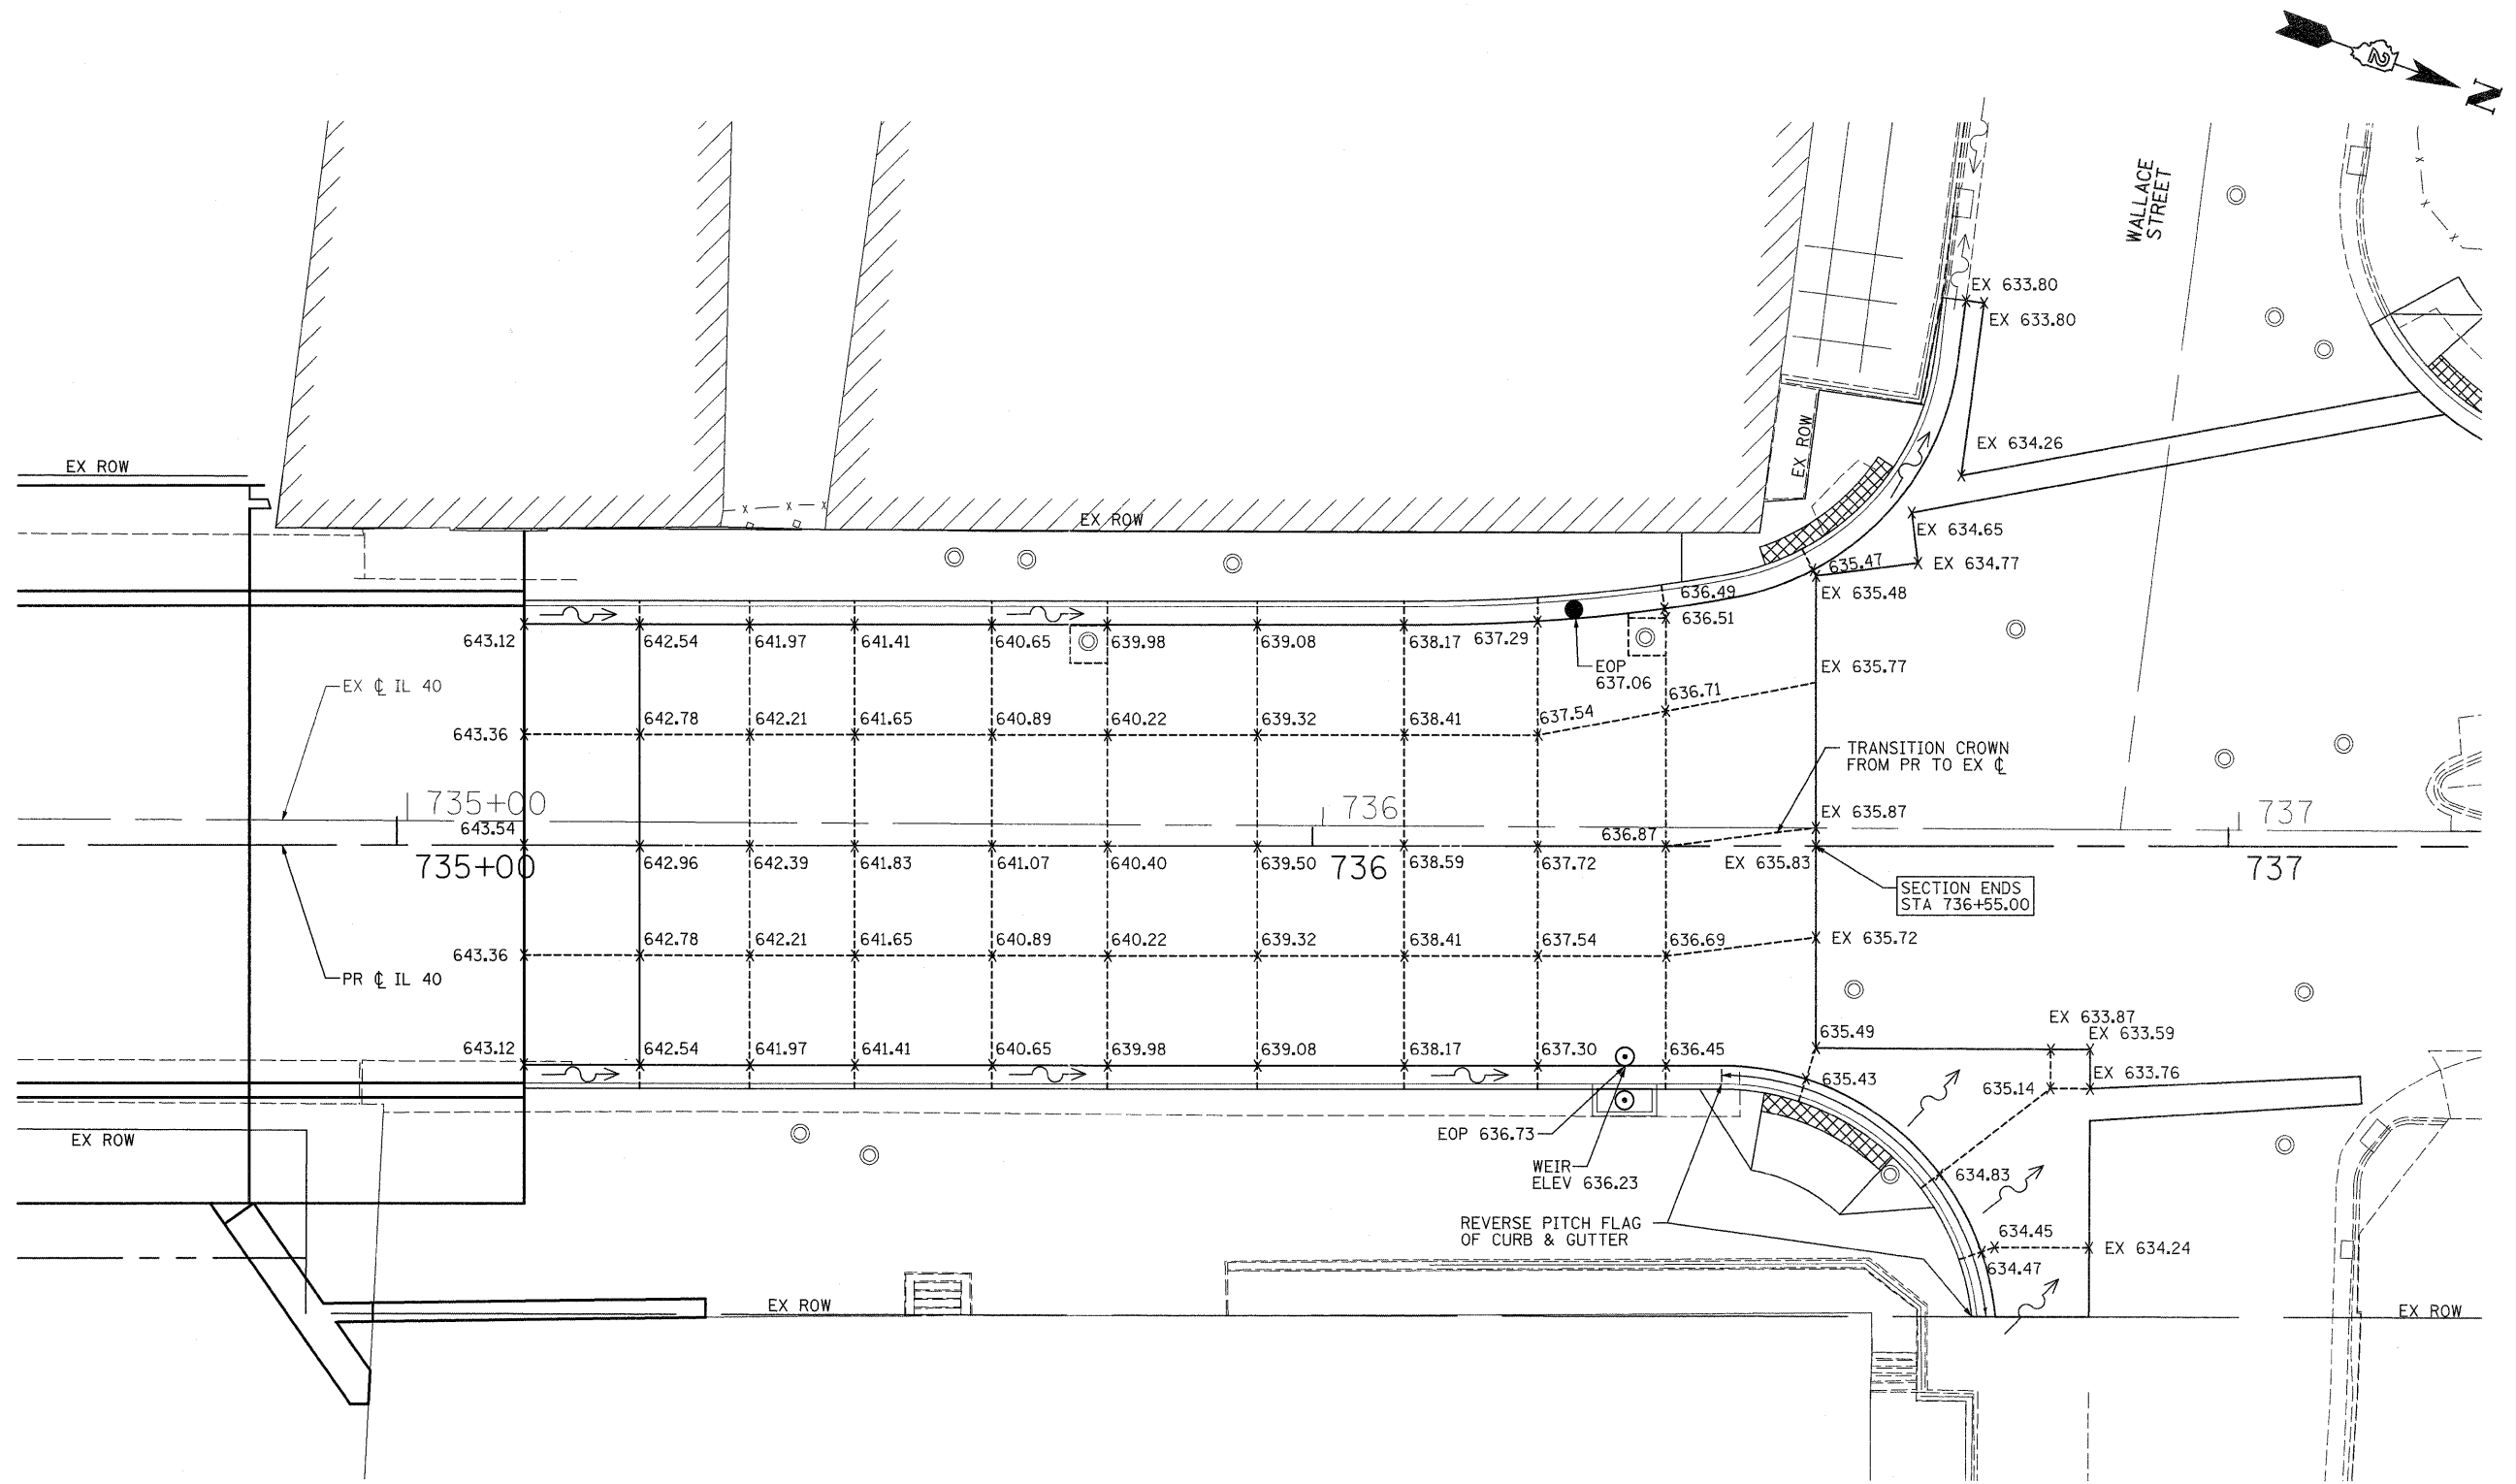 2
N
WALLACE
STREET
EX 633.80
EX 633.80
EX ROW
EX ROW
EX 634.26
EX ROW
EX 634.65
635.47
EX 634.77
EX 635.48
636.49
636.51
643.12
642.54
641.97
641.41
640.65
639.98
639.08
638.17
637.29
EOP
637.06
EX 635.77
EX ℄ IL 40
636.71
643.36
642.78
642.21
641.65
640.89
640.22
639.32
638.41
637.54
TRANSITION CROWN
FROM PR TO EX ℄
735+00
736
737
EX 635.87
643.54
636.87
735+00
642.96
642.39
641.83
641.07
640.40
639.50
736
638.59
637.72
EX 635.83
737
SECTION ENDS
STA 736+55.00
643.36
642.78
642.21
641.65
640.89
640.22
639.32
638.41
637.54
636.69
EX 635.72
PR ℄ IL 40
EX 633.87
EX 633.59
643.12
642.54
641.97
641.41
640.65
639.98
639.08
638.17
637.30
636.45
635.49
635.43
635.14
EX 633.76
EX ROW
EOP 636.73
WEIR
ELEV 636.23
634.83
REVERSE PITCH FLAG
OF CURB & GUTTER
634.45
EX 634.24
634.47
EX ROW
EX ROW